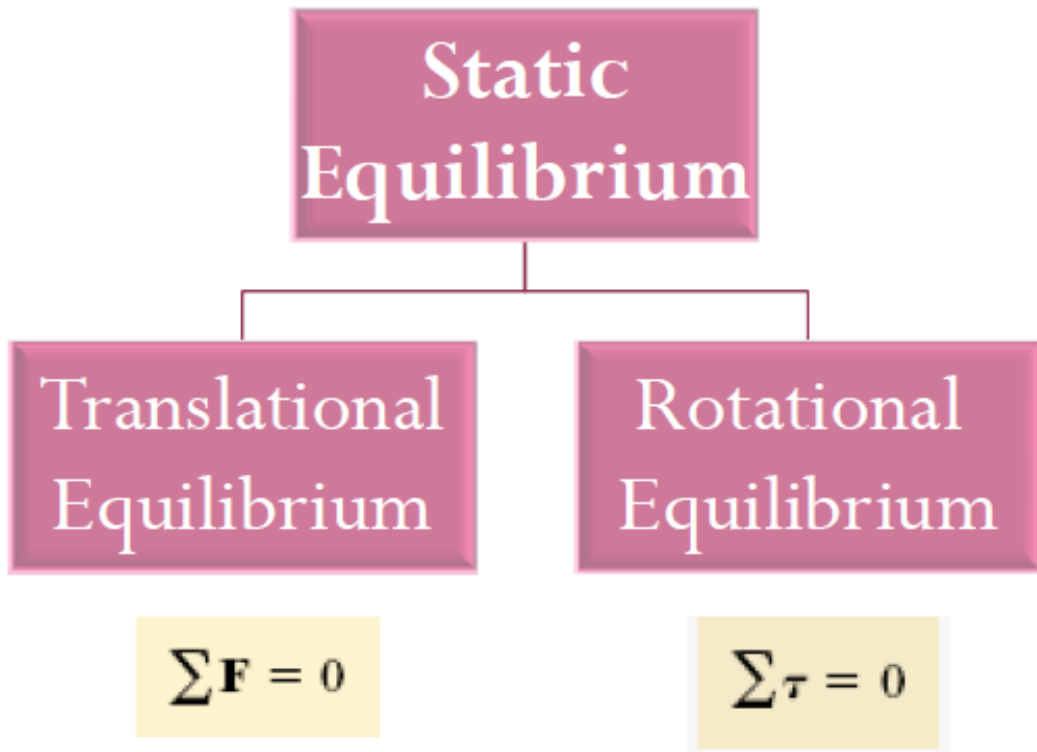 Static
Equilibrium
Translational
Equilibrium
Rotational
Equilibrium
∑F = 0
∑τ = 0